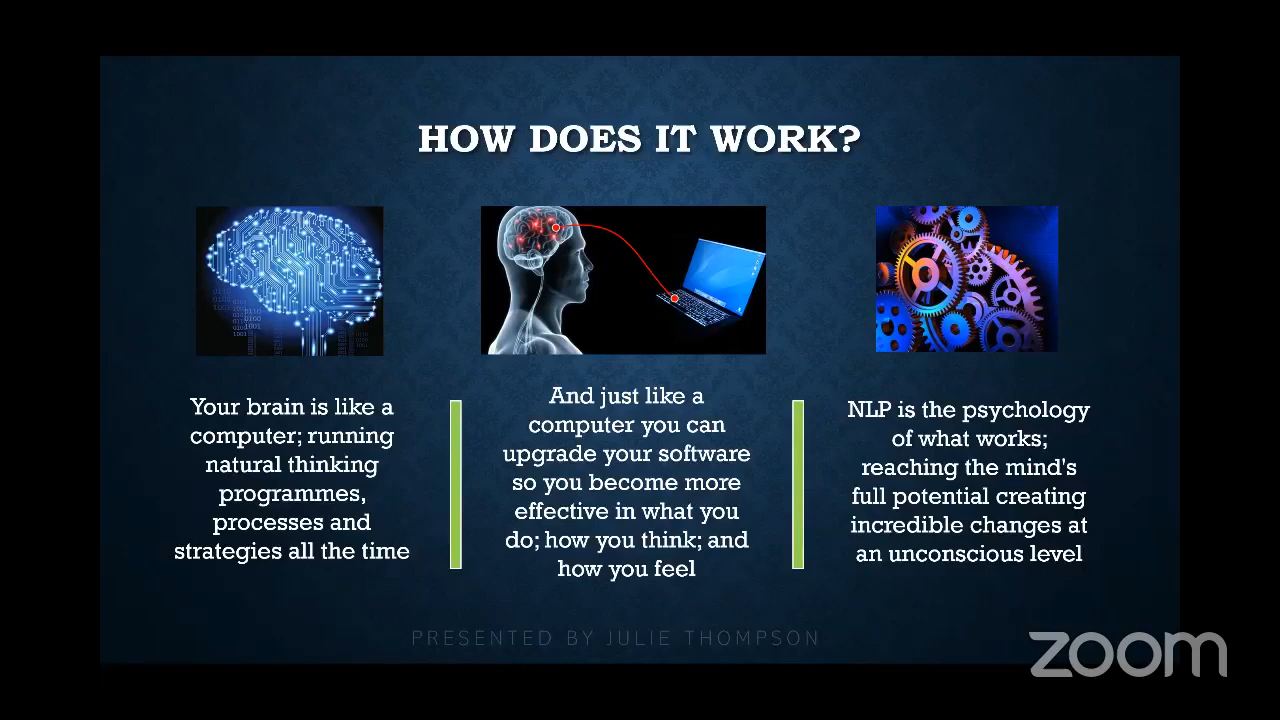 HOW DOES IT WORK?
Your brain is like a
computer; running
natural thinking
programmes,
processes and
strategies all the time
And just like a
computer you can
upgrade your software
so you become more
effective in what you
do; how you think; and
how you feel
NLP is the psychology
of what works;
reaching the mind's
full potential creating
incredible changes at
an unconscious level
PRESENTED BY JULIE THOMPSON
zoom